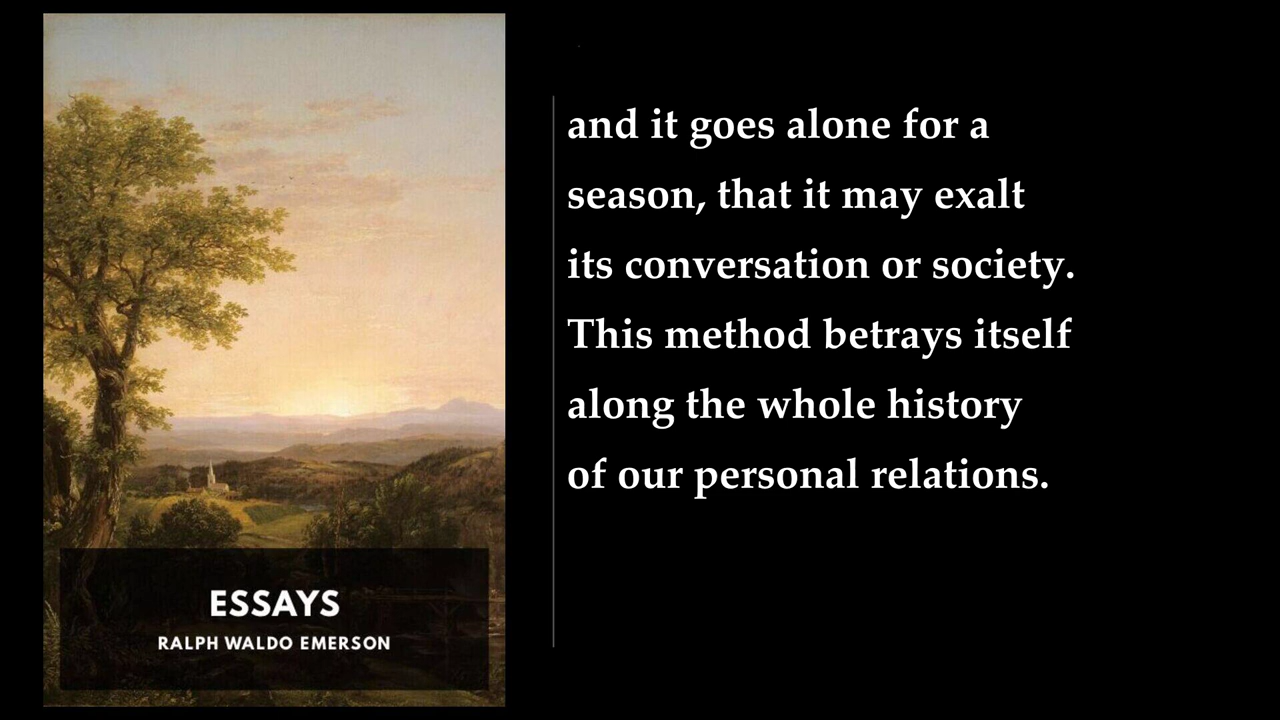 ESSAYS
RALPH WALDO EMERSON
and it goes alone for a
season, that it may exalt
its conversation or society.
This method betrays itself
along the whole history
of our personal relations.